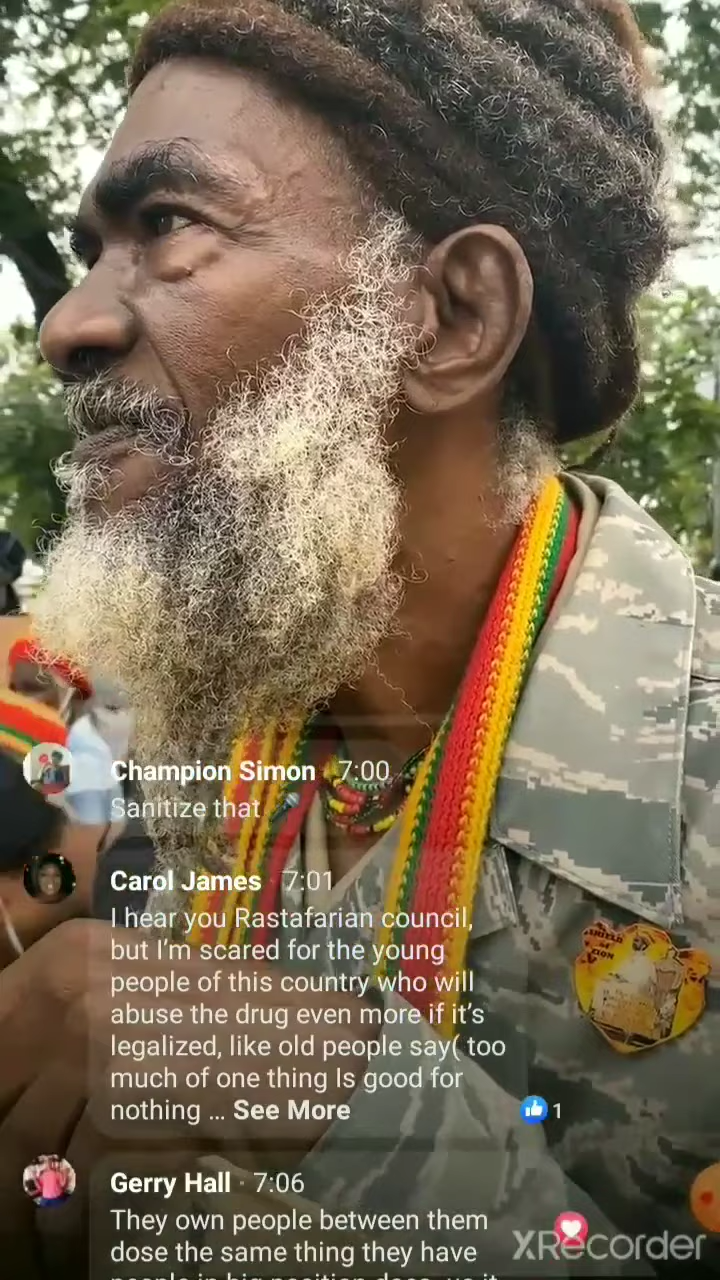 SHIELD
OF
ZION
Champion Simon · 7:00
Sanitize that
Carol James · 7:01
I hear you Rastafarian council,
but I’m scared for the young
people of this country who will
abuse the drug even more if it’s
legalized, like old people say( too
much of one thing Is good for
nothing ... See More
1
Gerry Hall · 7:06
They own people between them
dose the same thing they have
XRecorder